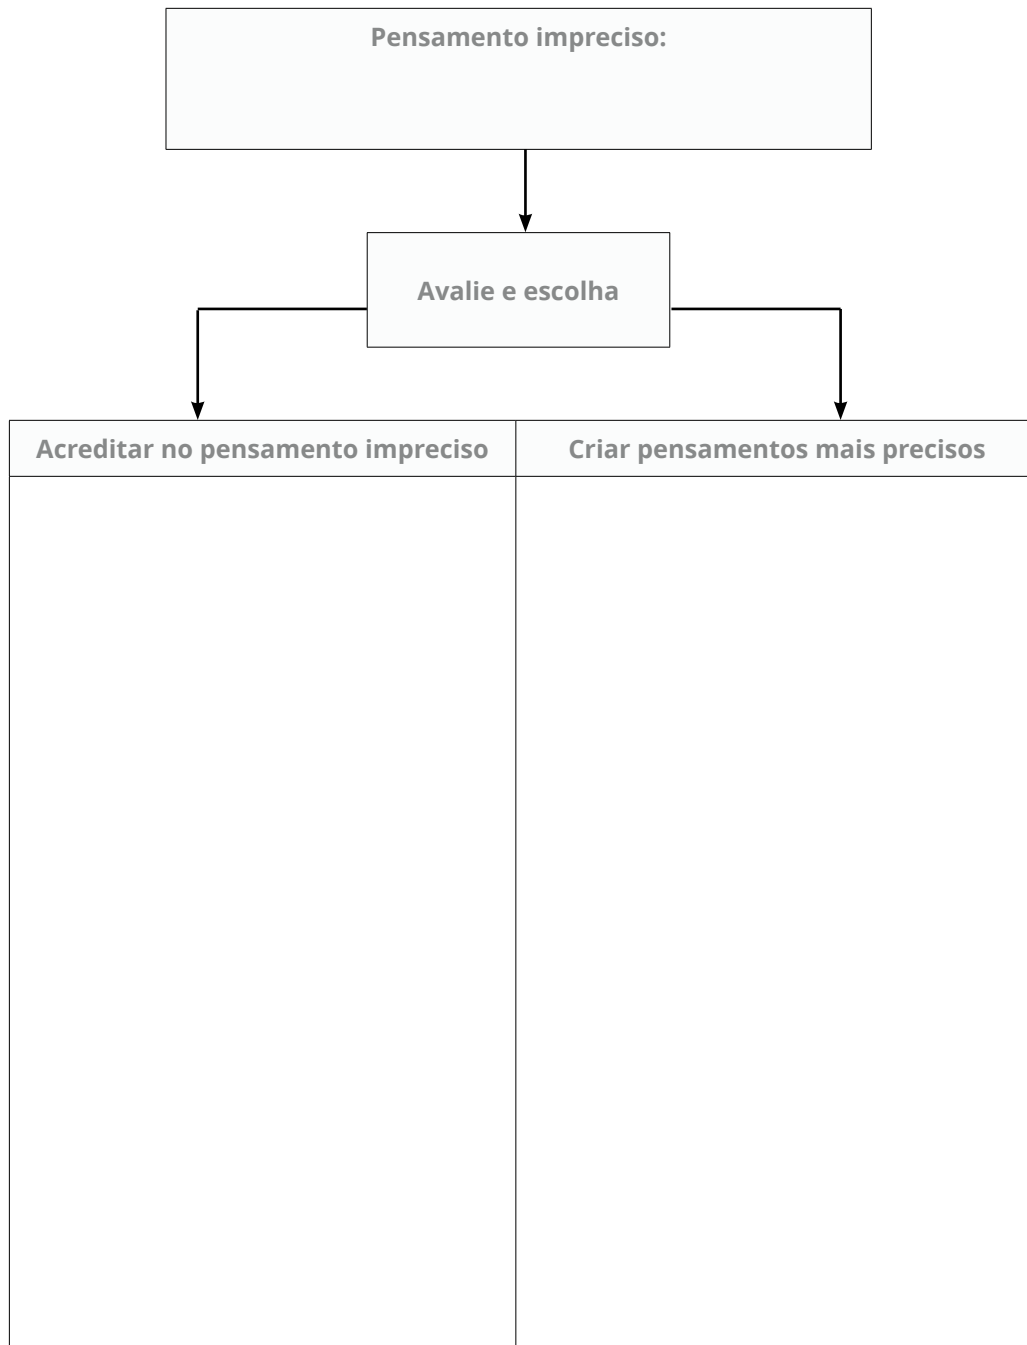 Pensamento impreciso:
Avalie e escolha
Acreditar no pensamento impreciso
Criar pensamentos mais precisos